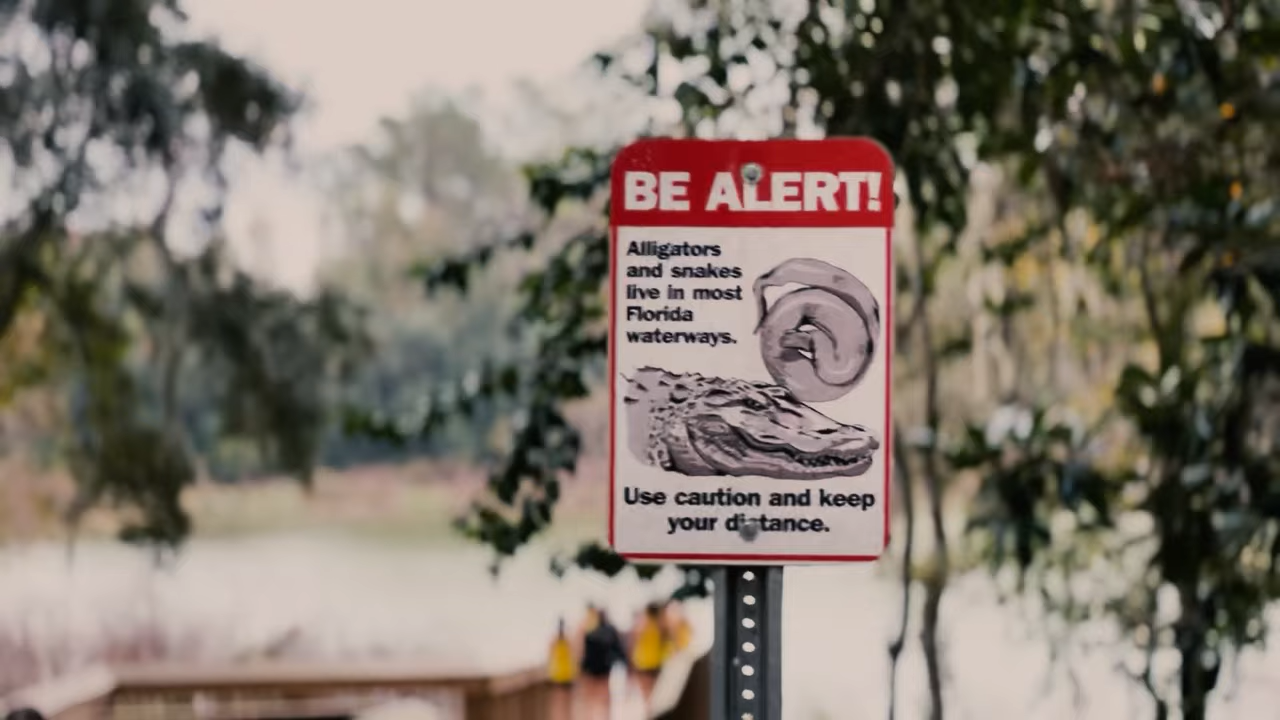 BE ALERT!
Alligators
and snakes
live in most
Florida
waterways.
Use caution and keep
your distance.